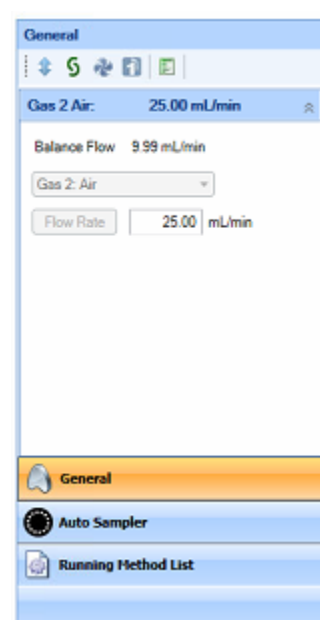 General
Gas 2 Air: 25.00 mL/min
Balance Flow 9.99 mL/min
Gas 2: Air
Flow Rate 25.00 mL/min
General
Auto Sampler
Running Method List